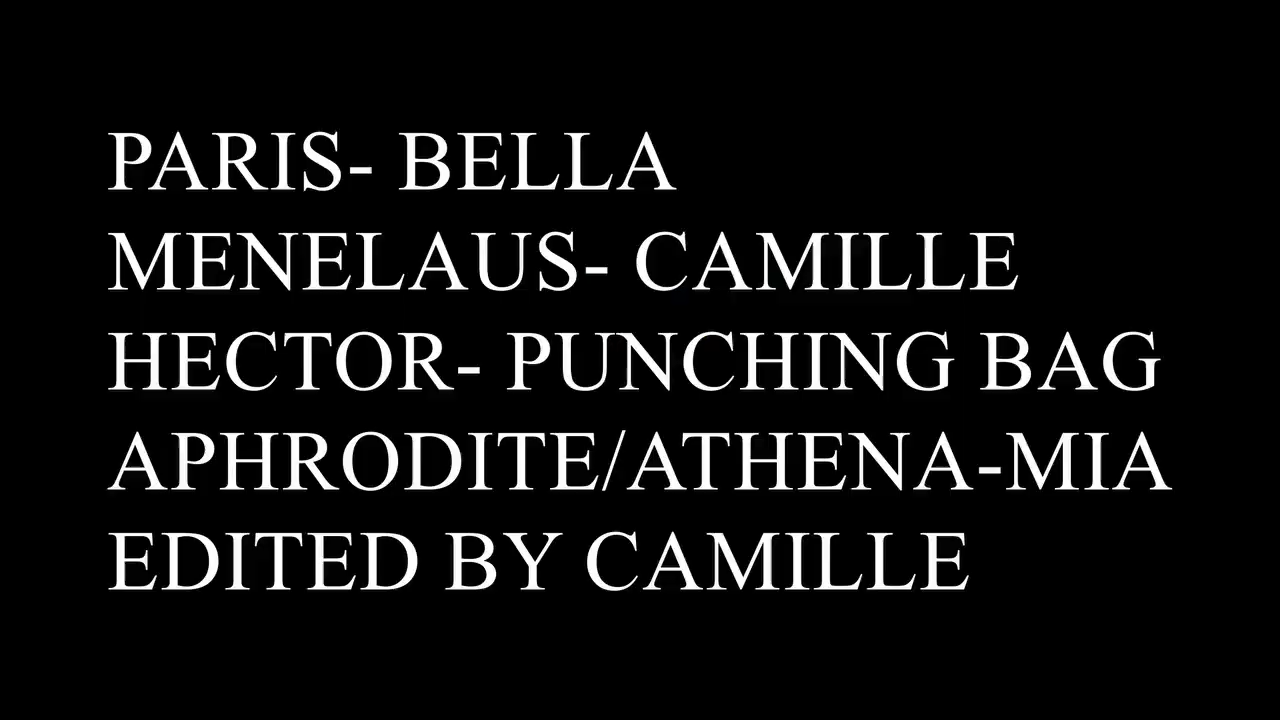 PARIS- BELLA
MENELAUS- CAMILLE
HECTOR- PUNCHING BAG
APHRODITE/ATHENA-MIA
EDITED BY CAMILLE